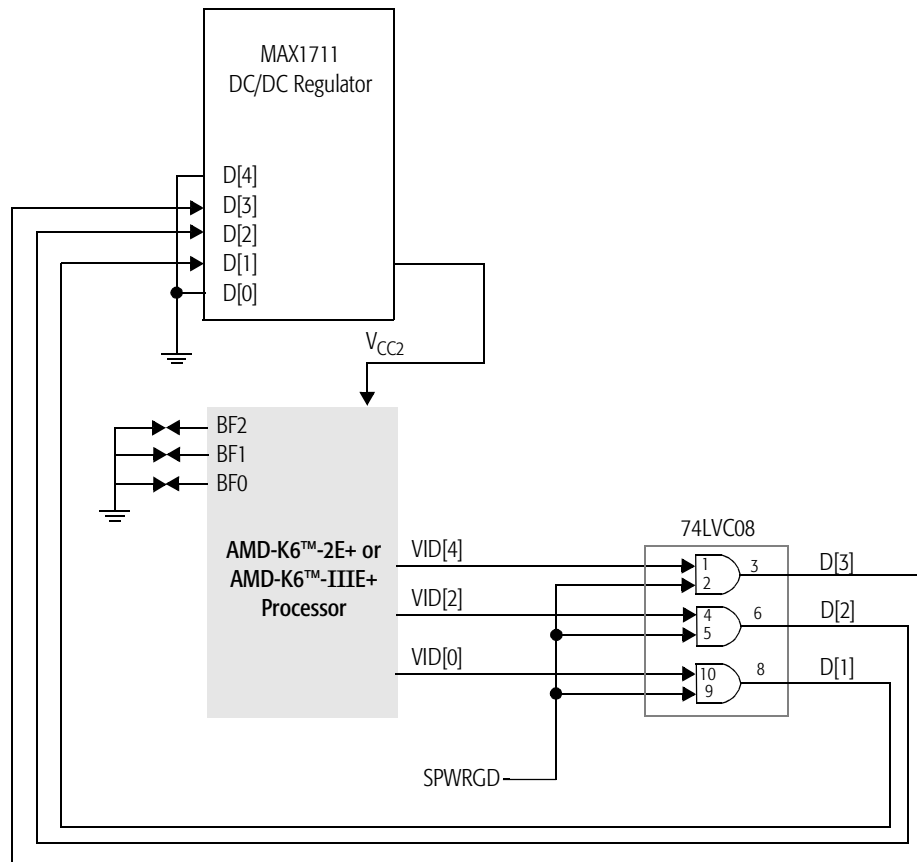 MAX1711
DC/DC Regulator
D[4]
D[3]
D[2]
D[1]
D[0]
VCC2
BF2
BF1
BF0
AMD-K6™-2E+ or
AMD-K6™-IIIE+
Processor
VID[4]
VID[2]
VID[0]
74LVC08
1
2
3
4
5
6
10
9
8
D[3]
D[2]
D[1]
SPWRGD